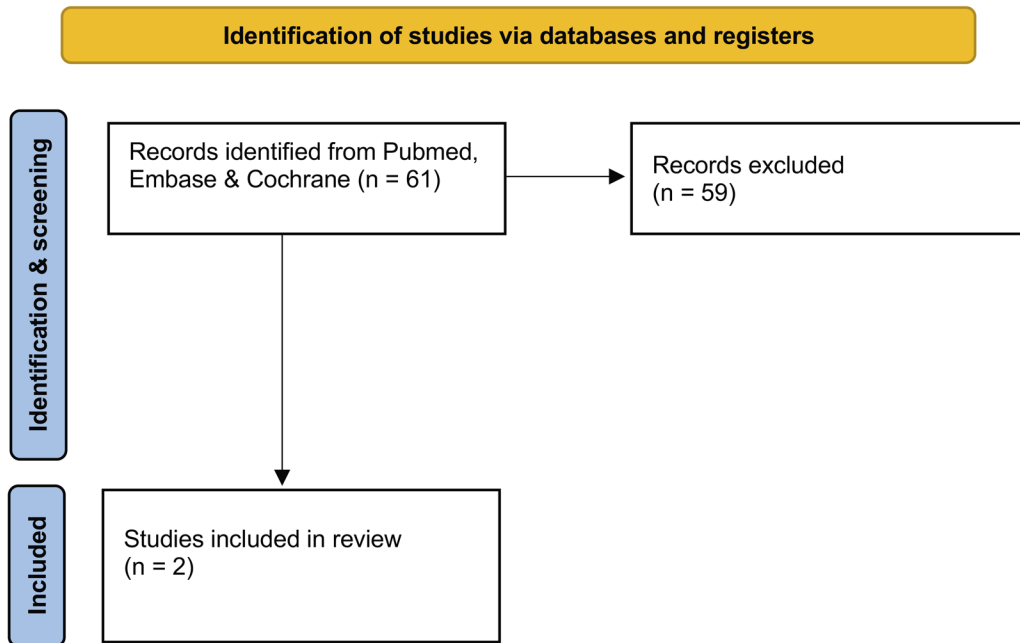 Identification of studies via databases and registers
Identification & screening
Records identified from Pubmed,
Embase & Cochrane (n = 61)
Records excluded
(n = 59)
Included
Studies included in review
(n = 2)